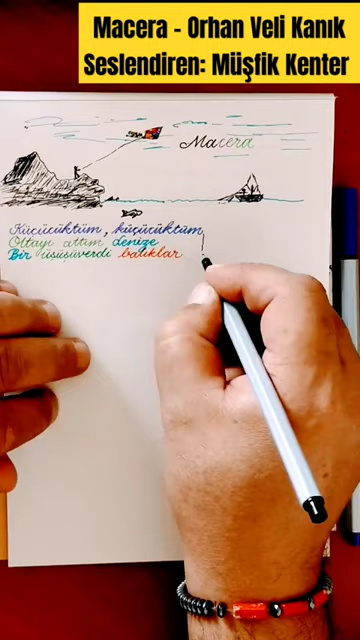 Macera - Orhan Veli Kanık
Seslendiren: Müşfik Kenter
Macera
Küçücüktüm, küçücüktüm
Oltayı attım denize
Bir üşüşüverdi balıklar